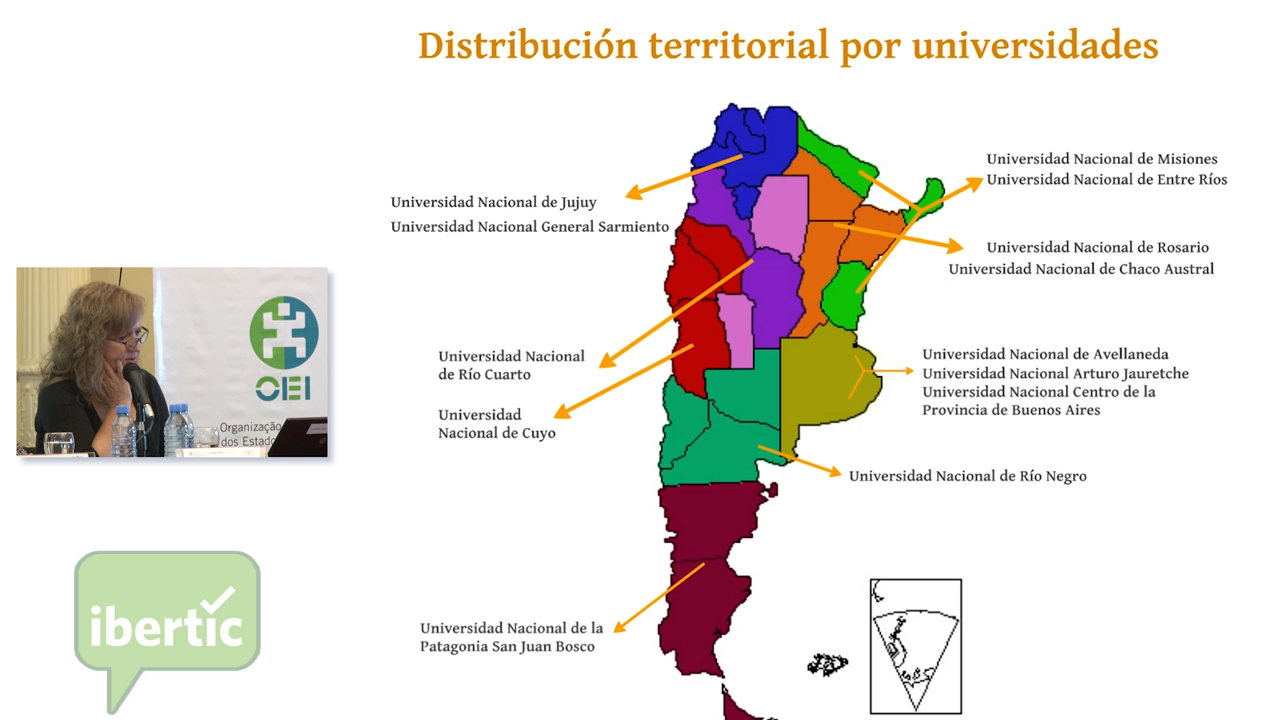 Distribución territorial por universidades
Universidad Nacional de Jujuy
Universidad Nacional General Sarmiento
Universidad Nacional
de Río Cuarto
Universidad
Nacional de Cuyo
Universidad Nacional de la
Patagonia San Juan Bosco
Universidad Nacional de Misiones
Universidad Nacional de Entre Ríos
Universidad Nacional de Rosario
Universidad Nacional de Chaco Austral
Universidad Nacional de Avellaneda
Universidad Nacional Arturo Jauretche
Universidad Nacional Centro de la
Provincia de Buenos Aires
Universidad Nacional de Río Negro
OEI
Organização
dos Estado
ibertic